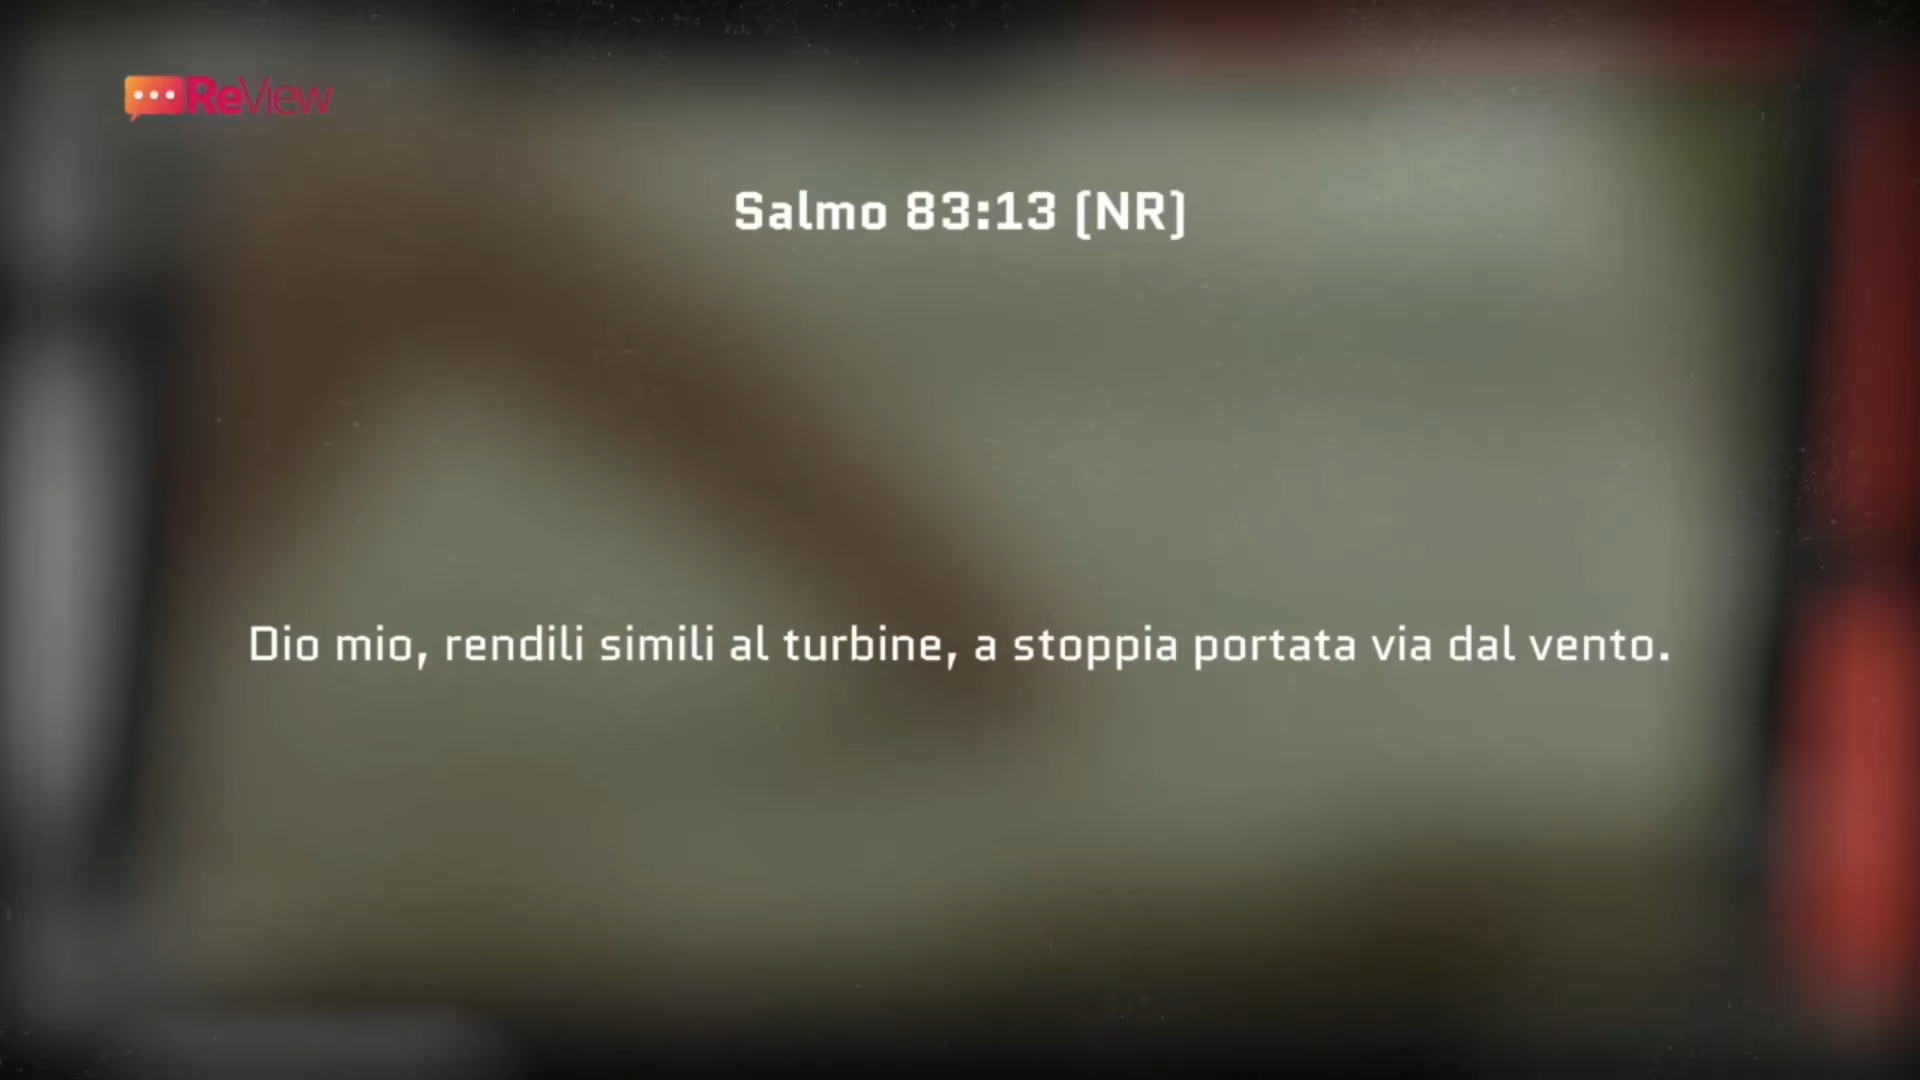 ReView
Salmo 83:13 (NR)
Dio mio, rendili simili al turbine, a stoppia portata via dal vento.